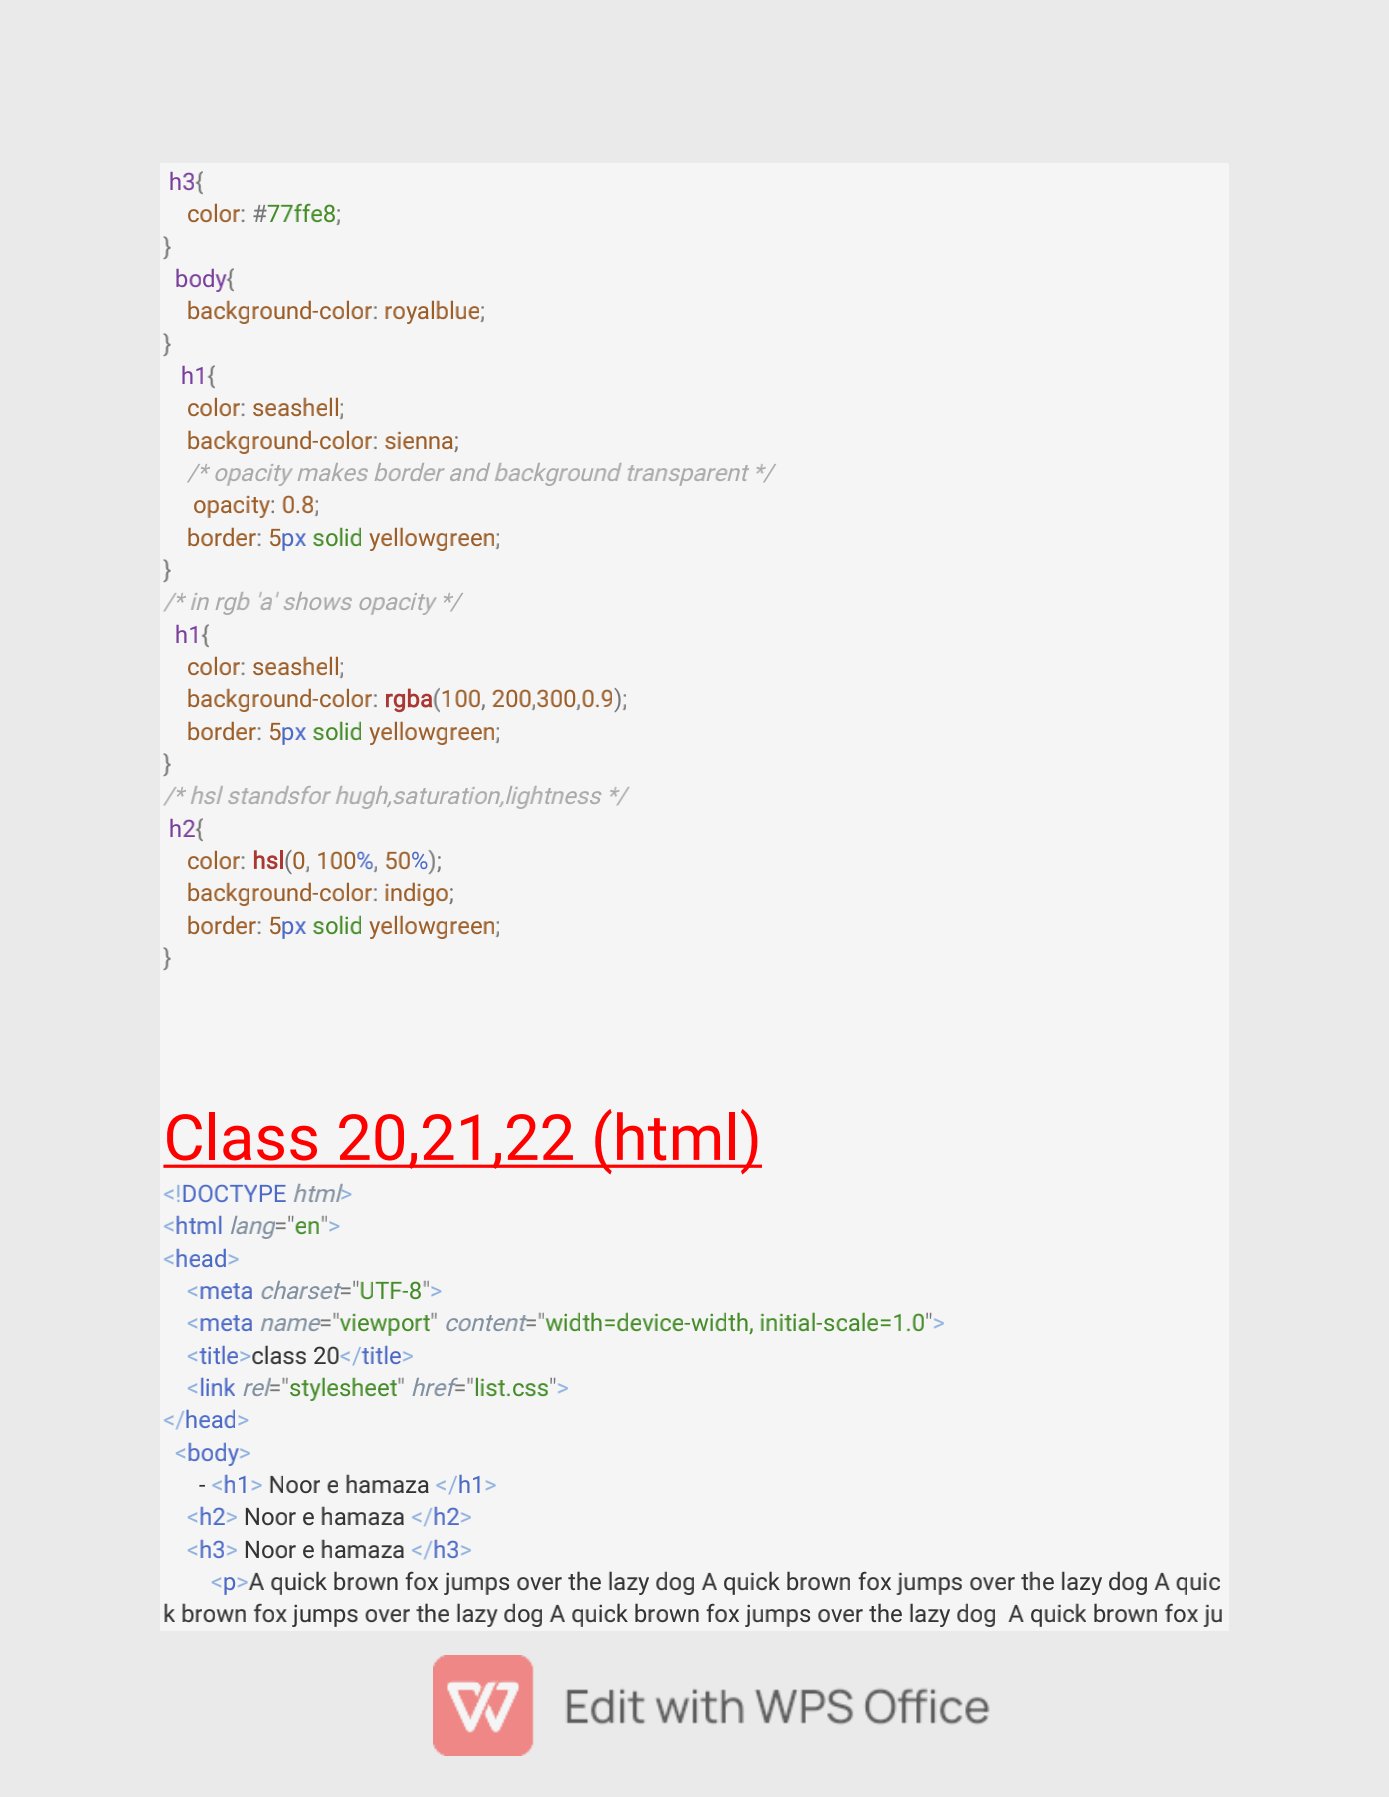 h3{
color: #77ffe8;
}
body{
background-color: royalblue;
}
h1{
color: seashell;
background-color: sienna;
/* opacity makes border and background transparent */
opacity: 0.8;
border: 5px solid yellowgreen;
}
/* in rgb 'a' shows opacity */
h1{
color: seashell;
background-color: rgba(100, 200,300,0.9);
border: 5px solid yellowgreen;
}
/* hsl standsfor hugh,saturation,lightness */
h2{
color: hsl(0, 100%, 50%);
background-color: indigo;
border: 5px solid yellowgreen;
}
Class 20,21,22 (html)
<!DOCTYPE html>
<html lang="en">
<head>
<meta charset="UTF-8">
<meta name="viewport" content="width=device-width, initial-scale=1.0">
<title>class 20</title>
<link rel="stylesheet" href="list.css">
</head>
<body>
- <h1> Noor e hamaza </h1>
<h2> Noor e hamaza </h2>
<h3> Noor e hamaza </h3>
<p>A quick brown fox jumps over the lazy dog A quick brown fox jumps over the lazy dog A quic
k brown fox jumps over the lazy dog A quick brown fox jumps over the lazy dog  A quick brown fox ju
Edit with WPS Office